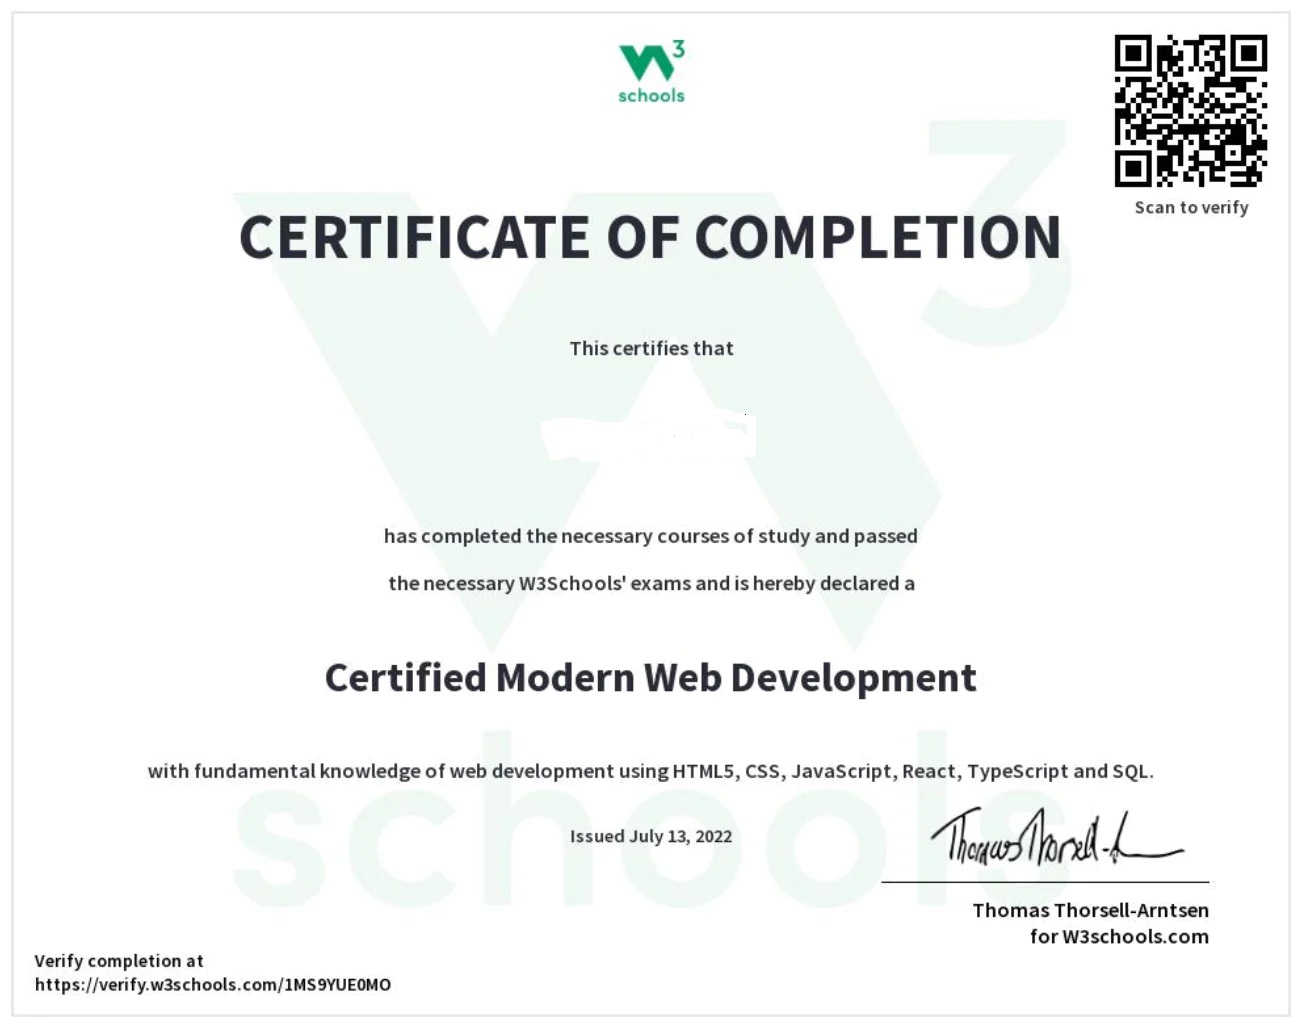 W3
schools
Scan to verify
CERTIFICATE OF COMPLETION
This certifies that
has completed the necessary courses of study and passed
the necessary W3Schools' exams and is hereby declared a
Certified Modern Web Development
with fundamental knowledge of web development using HTML5, CSS, JavaScript, React, TypeScript and SQL.
Issued July 13, 2022
Thomas Thorsell-A
Thomas Thorsell-Arntsen
for W3schools.com
Verify completion at
https://verify.w3schools.com/1MS9YUE0MO